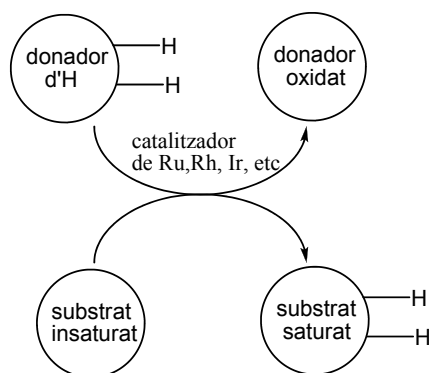 donador
d'H
H
H
donador
oxidat
catalitzador
de Ru,Rh, Ir, etc
substrat
insaturat
substrat
saturat
H
H